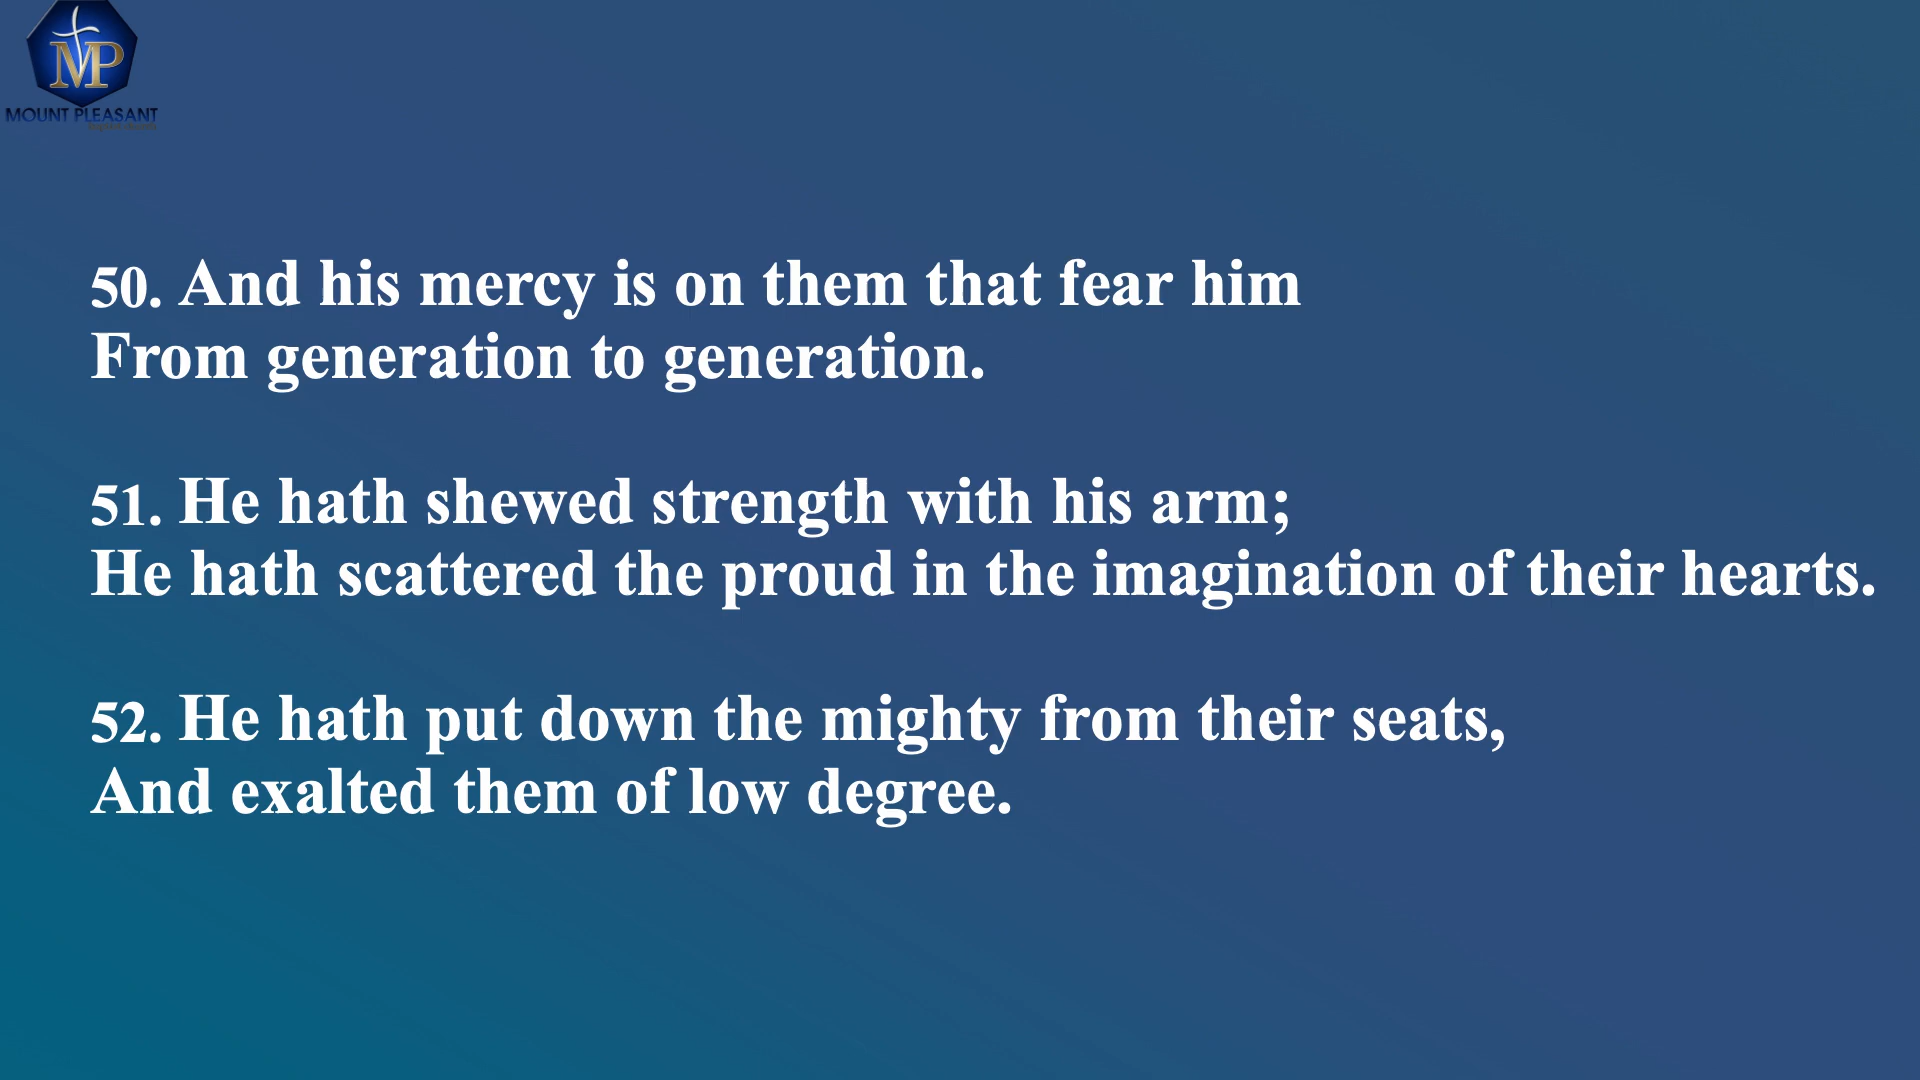 MP
MOUNT PLEASANT
50. And his mercy is on them that fear him
From generation to generation.
51. He hath shewed strength with his arm;
He hath scattered the proud in the imagination of their hearts.
52. He hath put down the mighty from their seats,
And exalted them of low degree.